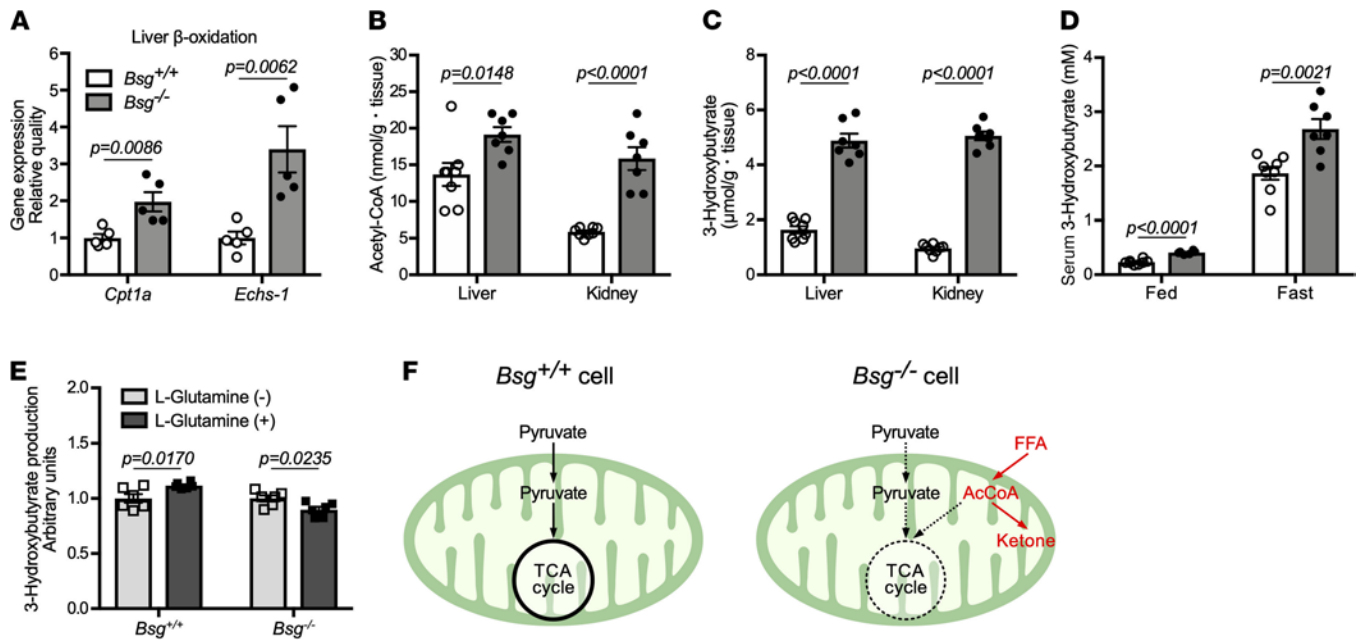 A
Liver β-oxidation
Gene expression
Relative quality
6
5
4
3
2
1
0
Bsg+/+
Bsg-/-
p=0.0086
p=0.0062
Cpt1a
Echs-1
B
Acetyl-CoA (nmol/g · tissue)
30
25
20
15
10
5
0
p=0.0148
p<0.0001
Liver
Kidney
C
3-Hydroxybutyrate
(μmol/g · tissue)
8
6
4
2
0
p<0.0001
p<0.0001
Liver
Kidney
D
Serum 3-Hydroxybutyrate (mM)
4
3
2
1
0
p<0.0001
p=0.0021
Fed
Fast
E
3-Hydroxybutyrate production
Arbitrary units
2.0
1.5
1.0
0.5
0.0
L-Glutamine (-)
L-Glutamine (+)
p=0.0170
p=0.0235
Bsg+/+
Bsg-/-
F
Bsg+/+ cell
Pyruvate
Pyruvate
TCA
cycle
Bsg-/- cell
Pyruvate
FFA
Pyruvate
AcCoA
Ketone
TCA
cycle